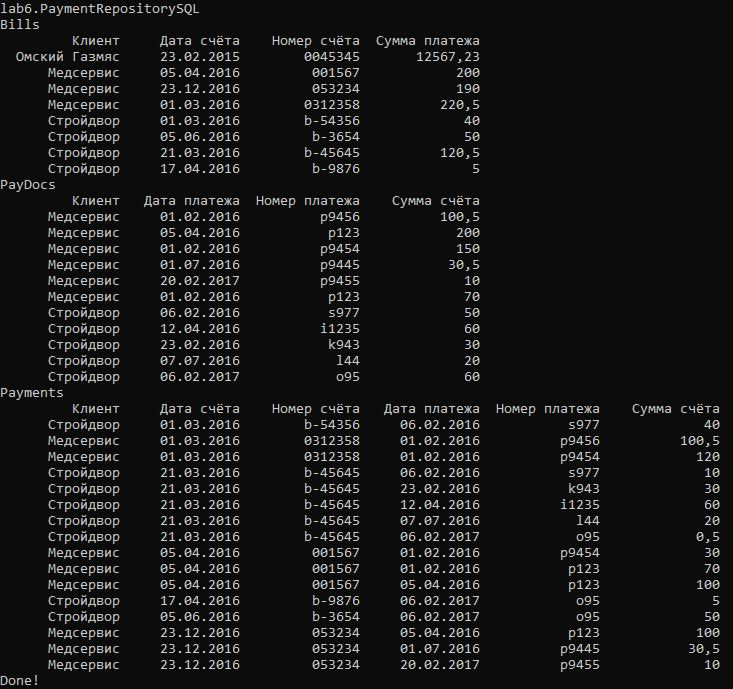 lab6.PaymentRepositorySQL
Bills
Клиент Дата счёта Номер счёта Сумма платежа
Омский Газмяс 23.02.2015 0045345 12567,23
Медсервис 05.04.2016 001567 200
Медсервис 23.12.2016 053234 190
Медсервис 01.03.2016 0312358 220,5
Стройдвор 01.03.2016 b-54356 40
Стройдвор 05.06.2016 b-3654 50
Стройдвор 21.03.2016 b-45645 120,5
Стройдвор 17.04.2016 b-9876 5
PayDocs
Клиент Дата платежа Номер платежа Сумма счёта
Медсервис 01.02.2016 p9456 100,5
Медсервис 05.04.2016 p123 200
Медсервис 01.02.2016 p9454 150
Медсервис 01.07.2016 p9445 30,5
Медсервис 20.02.2017 p9455 10
Медсервис 01.02.2016 p123 70
Стройдвор 06.02.2016 s977 50
Стройдвор 12.04.2016 i1235 60
Стройдвор 23.02.2016 k943 30
Стройдвор 07.07.2016 l44 20
Стройдвор 06.02.2017 o95 60
Payments
Клиент Дата счёта Номер счёта Дата платежа Номер платежа Сумма счёта
Стройдвор 01.03.2016 b-54356 06.02.2016 s977 40
Медсервис 01.03.2016 0312358 01.02.2016 p9456 100,5
Медсервис 01.03.2016 0312358 01.02.2016 p9454 120
Стройдвор 21.03.2016 b-45645 06.02.2016 s977 10
Стройдвор 21.03.2016 b-45645 23.02.2016 k943 30
Стройдвор 21.03.2016 b-45645 12.04.2016 i1235 60
Стройдвор 21.03.2016 b-45645 07.07.2016 l44 20
Стройдвор 21.03.2016 b-45645 06.02.2017 o95 0,5
Медсервис 05.04.2016 001567 01.02.2016 p9454 30
Медсервис 05.04.2016 001567 01.02.2016 p123 70
Медсервис 05.04.2016 001567 05.04.2016 p123 100
Стройдвор 17.04.2016 b-9876 06.02.2017 o95 5
Стройдвор 05.06.2016 b-3654 06.02.2017 o95 50
Медсервис 23.12.2016 053234 05.04.2016 p123 100
Медсервис 23.12.2016 053234 01.07.2016 p9445 30,5
Медсервис 23.12.2016 053234 20.02.2017 p9455 10
Done!